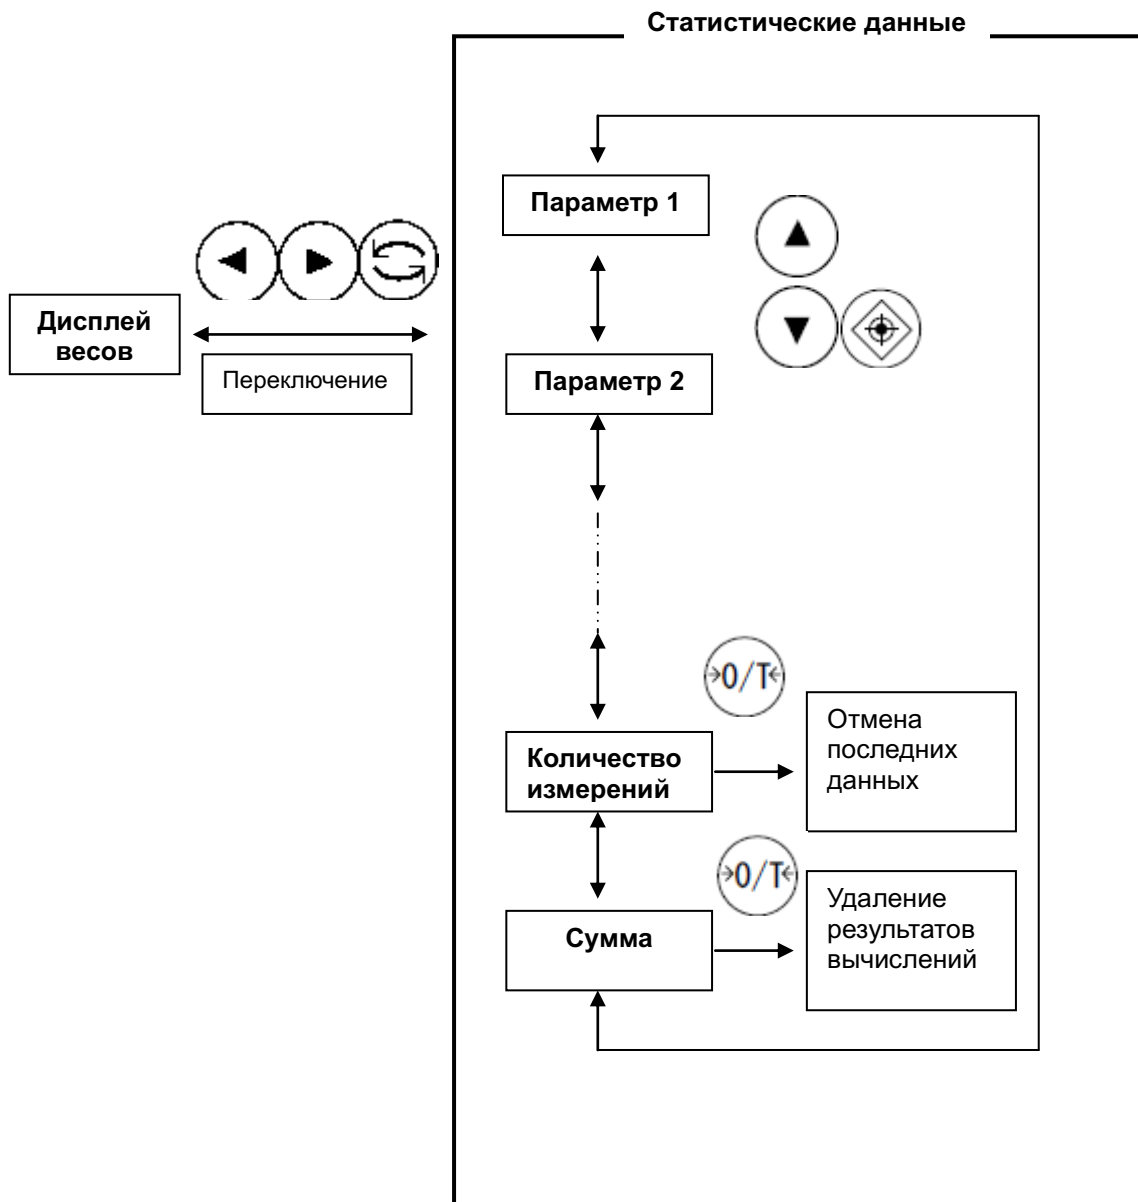 Статистические данные
Параметр 1
Дисплей
весов
Переключение
Параметр 2
→0/T←
Количество
измерений
Отмена
последних
данных
→0/T←
Сумма
Удаление
результатов
вычислений